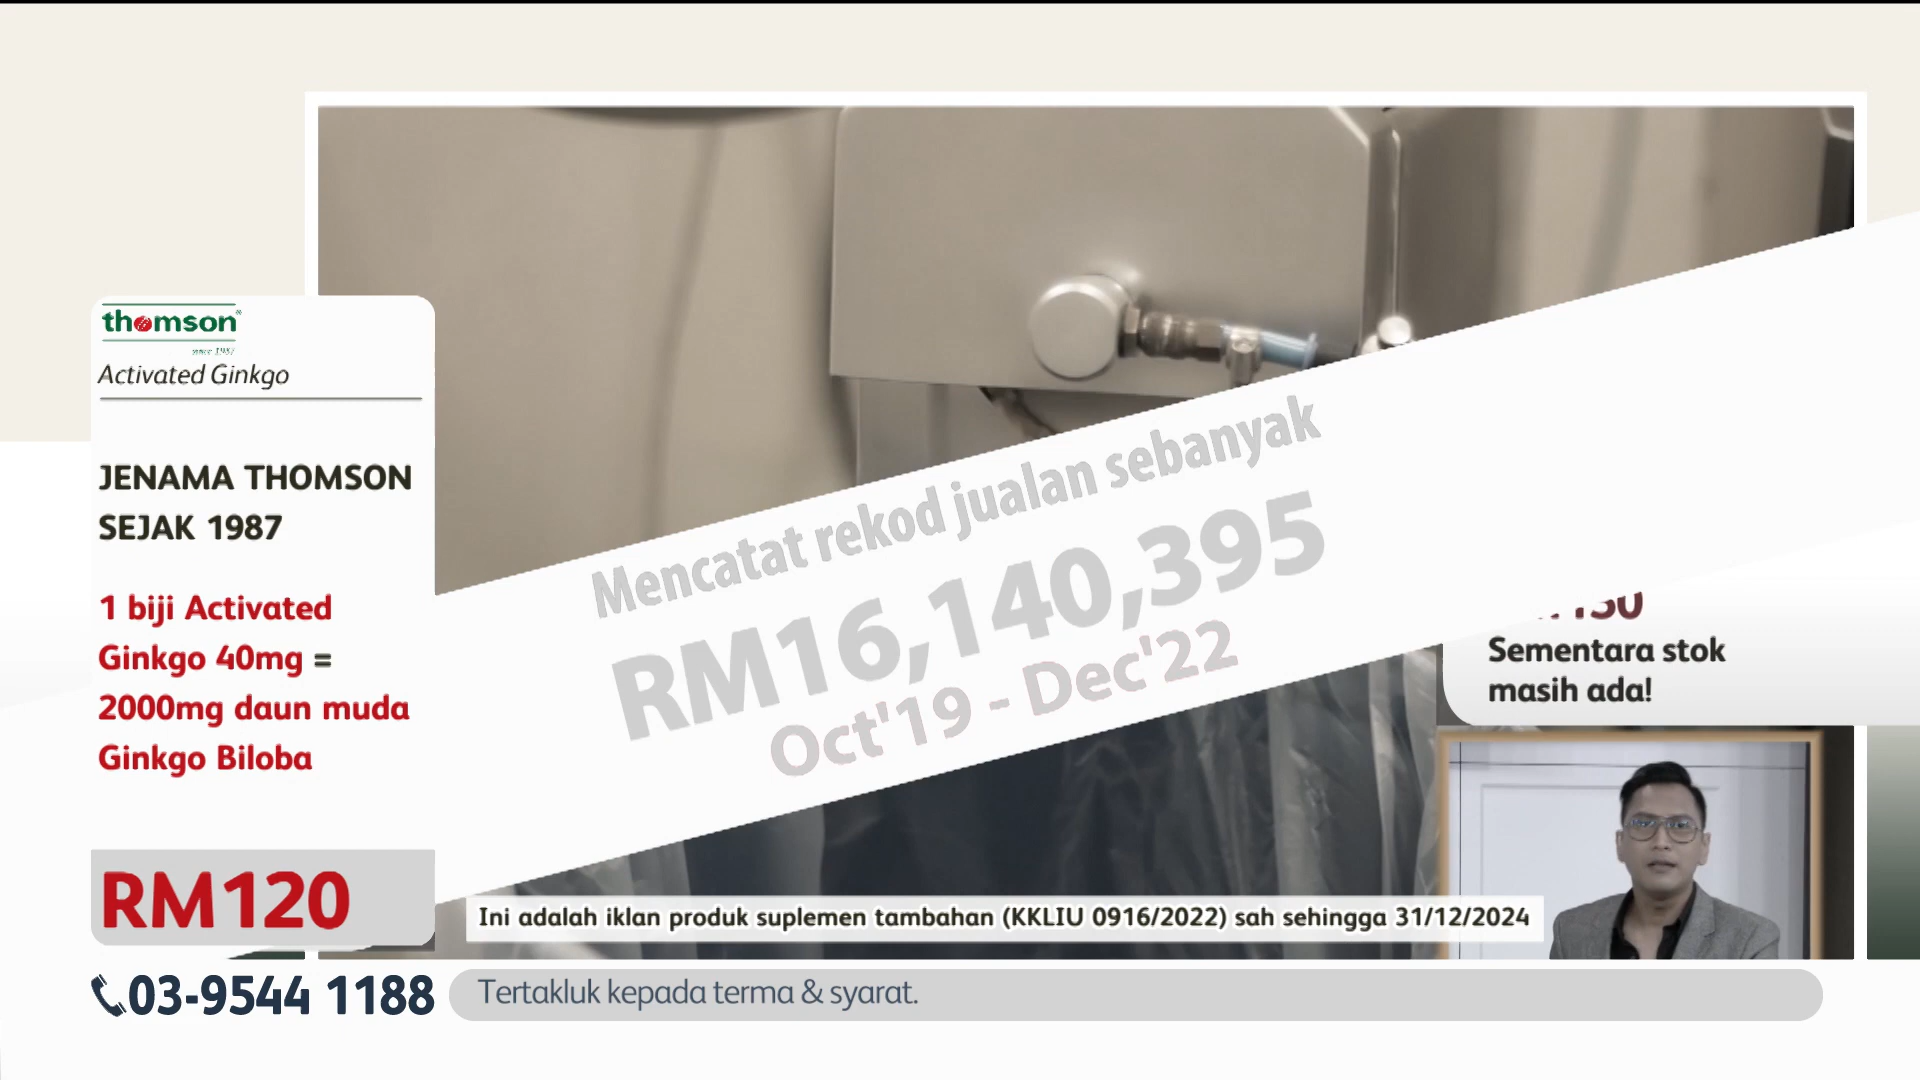 thomson
since 1987
Activated Ginkgo
JENAMA THOMSON
SEJAK 1987
1 biji Activated
Ginkgo 40mg =
2000mg daun muda
Ginkgo Biloba
RM120
Mencatat rekod jualan sebanyak
RM16,140,395
Oct'19 - Dec'22
Sementara stok
masih ada!
Ini adalah iklan produk suplemen tambahan (KKLIU 0916/2022) sah sehingga 31/12/2024
03-9544 1188
Tertakluk kepada terma & syarat.